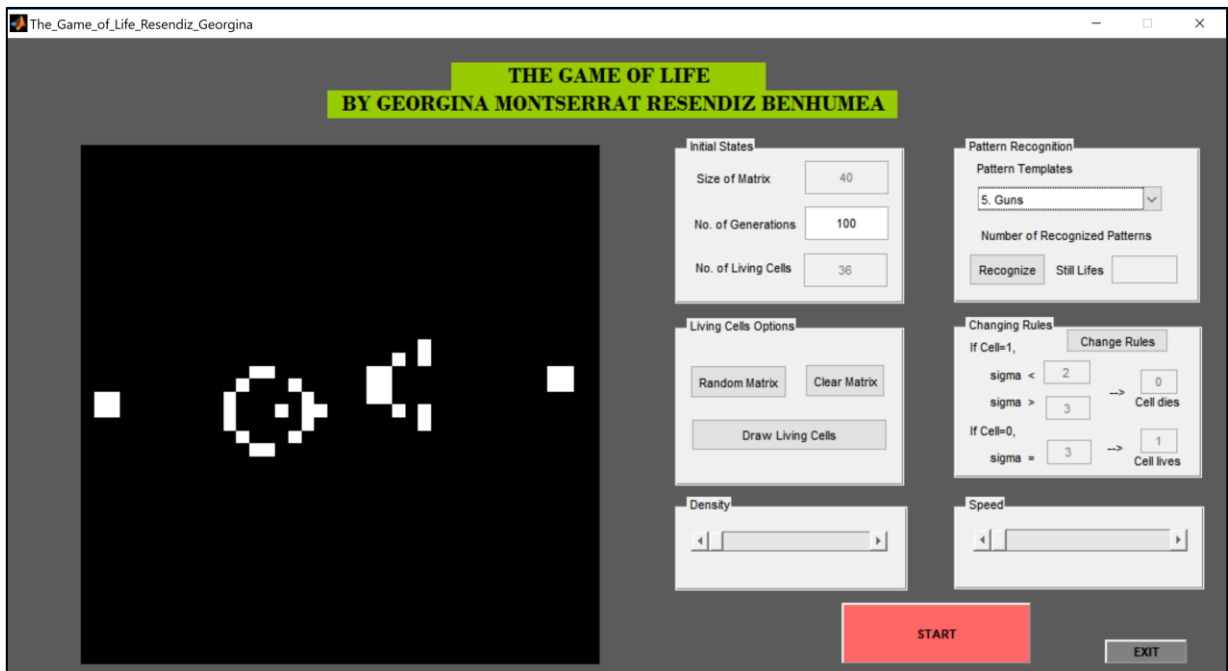 The_Game_of_Life_Resendiz_Georgina
THE GAME OF LIFE
BY GEORGINA MONTSERRAT RESENDIZ BENHUMEA
Initial States
Size of Matrix 40
No. of Generations 100
No. of Living Cells 36
Pattern Recognition
Pattern Templates
5. Guns
Number of Recognized Patterns
Recognize Still Lifes
Living Cells Options
Random Matrix Clear Matrix
Draw Living Cells
Changing Rules
If Cell=1, Change Rules
sigma < 2 --> 0
sigma > 3 Cell dies
If Cell=0,
sigma = 3 --> 1
Cell lives
Density
Speed
START
EXIT